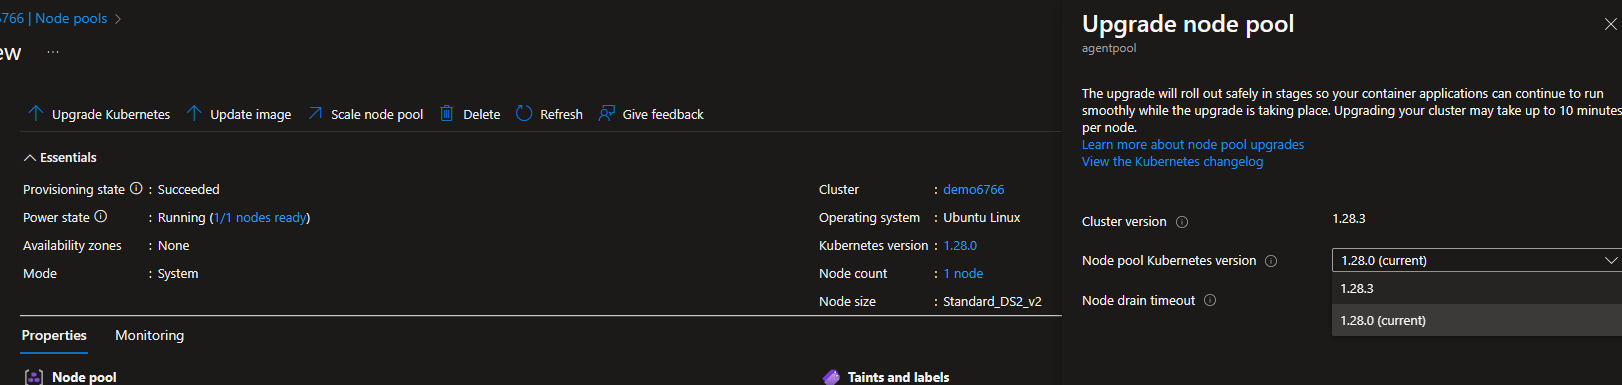 6766 | Node pools >
ew ...
Upgrade Kubernetes Update image Scale node pool Delete Refresh Give feedback
Essentials
Provisioning state : Succeeded
Power state : Running (1/1 nodes ready)
Availability zones : None
Mode : System
Cluster : demo6766
Operating system : Ubuntu Linux
Kubernetes version : 1.28.0
Node count : 1 node
Node size : Standard_DS2_v2
Properties Monitoring
Node pool
Taints and labels
Upgrade node pool
agentpool
The upgrade will roll out safely in stages so your container applications can continue to run
smoothly while the upgrade is taking place. Upgrading your cluster may take up to 10 minutes
per node.
Learn more about node pool upgrades
View the Kubernetes changelog
Cluster version 1.28.3
Node pool Kubernetes version 1.28.0 (current)
1.28.3
Node drain timeout
1.28.0 (current)